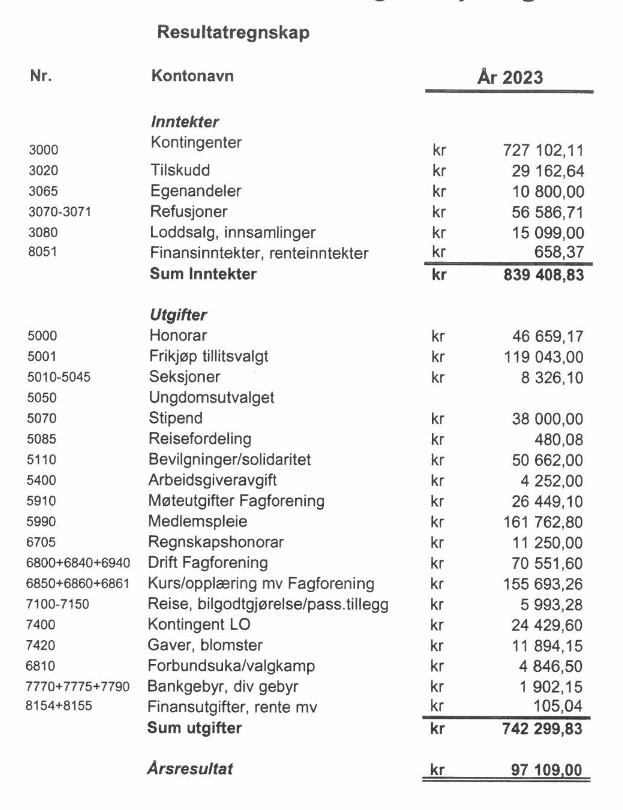 Resultatregnskap
Nr. Kontonavn År 2023
Inntekter
3000 Kontingenter kr 727 102,11
3020 Tilskudd kr 29 162,64
3065 Egenandeler kr 10 800,00
3070-3071 Refusjoner kr 56 586,71
3080 Loddsalg, innsamlinger kr 15 099,00
8051 Finansinntekter, renteinntekter kr 658,37
Sum Inntekter kr 839 408,83
Utgifter
5000 Honorar kr 46 659,17
5001 Frikjøp tillitsvalgt kr 119 043,00
5010-5045 Seksjoner kr 8 326,10
5050 Ungdomsutvalget
5070 Stipend kr 38 000,00
5085 Reisefordeling kr 480,08
5110 Bevilgninger/solidaritet kr 50 662,00
5400 Arbeidsgiveravgift kr 4 252,00
5910 Møteutgifter Fagforening kr 26 449,10
5990 Medlemspleie kr 161 762,80
6705 Regnskapshonorar kr 11 250,00
6800+6840+6940 Drift Fagforening kr 70 551,60
6850+6860+6861 Kurs/opplæring mv Fagforening kr 155 693,26
7100-7150 Reise, bilgodtgjørelse/pass.tillegg kr 5 993,28
7400 Kontingent LO kr 24 429,60
7420 Gaver, blomster kr 11 894,15
6810 Forbundsuka/valgkamp kr 4 846,50
7770+7775+7790 Bankgebyr, div gebyr kr 1 902,15
8154+8155 Finansutgifter, rente mv kr 105,04
Sum utgifter kr 742 299,83
Årsresultat kr 97 109,00